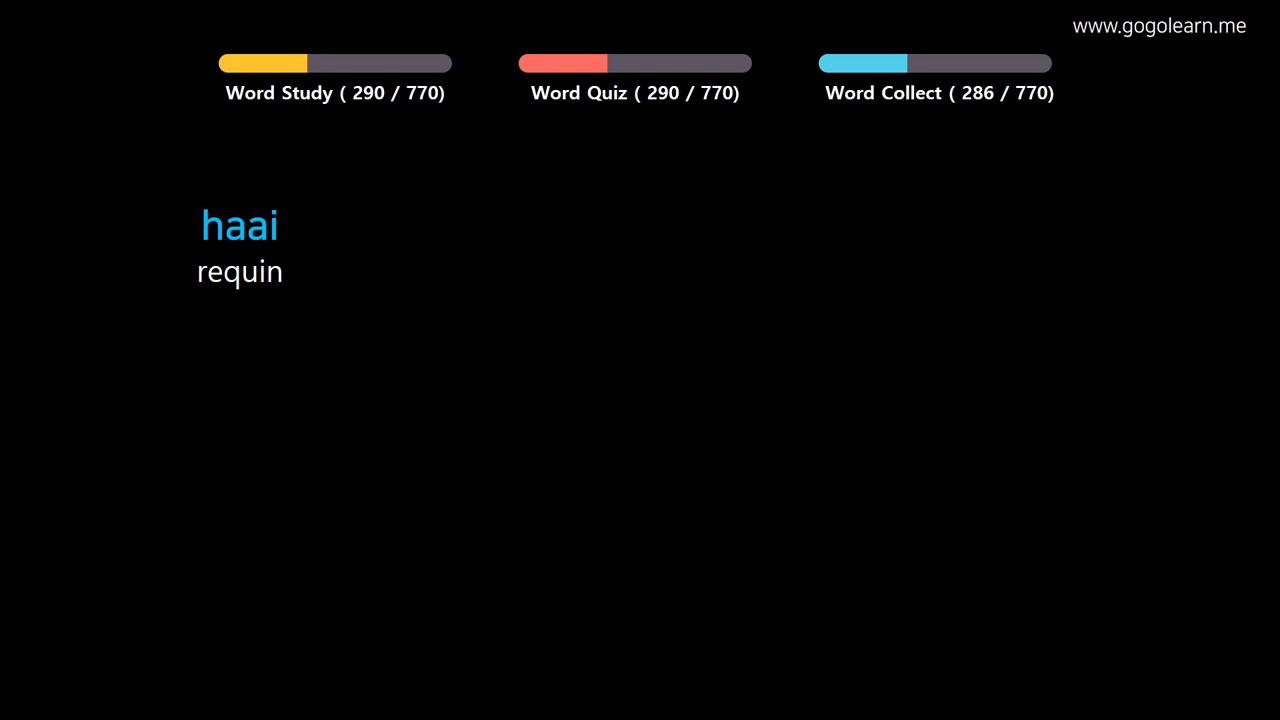 www.gogolearn.me
Word Study ( 290 / 770)
Word Quiz ( 290 / 770)
Word Collect ( 286 / 770)
haai
requin